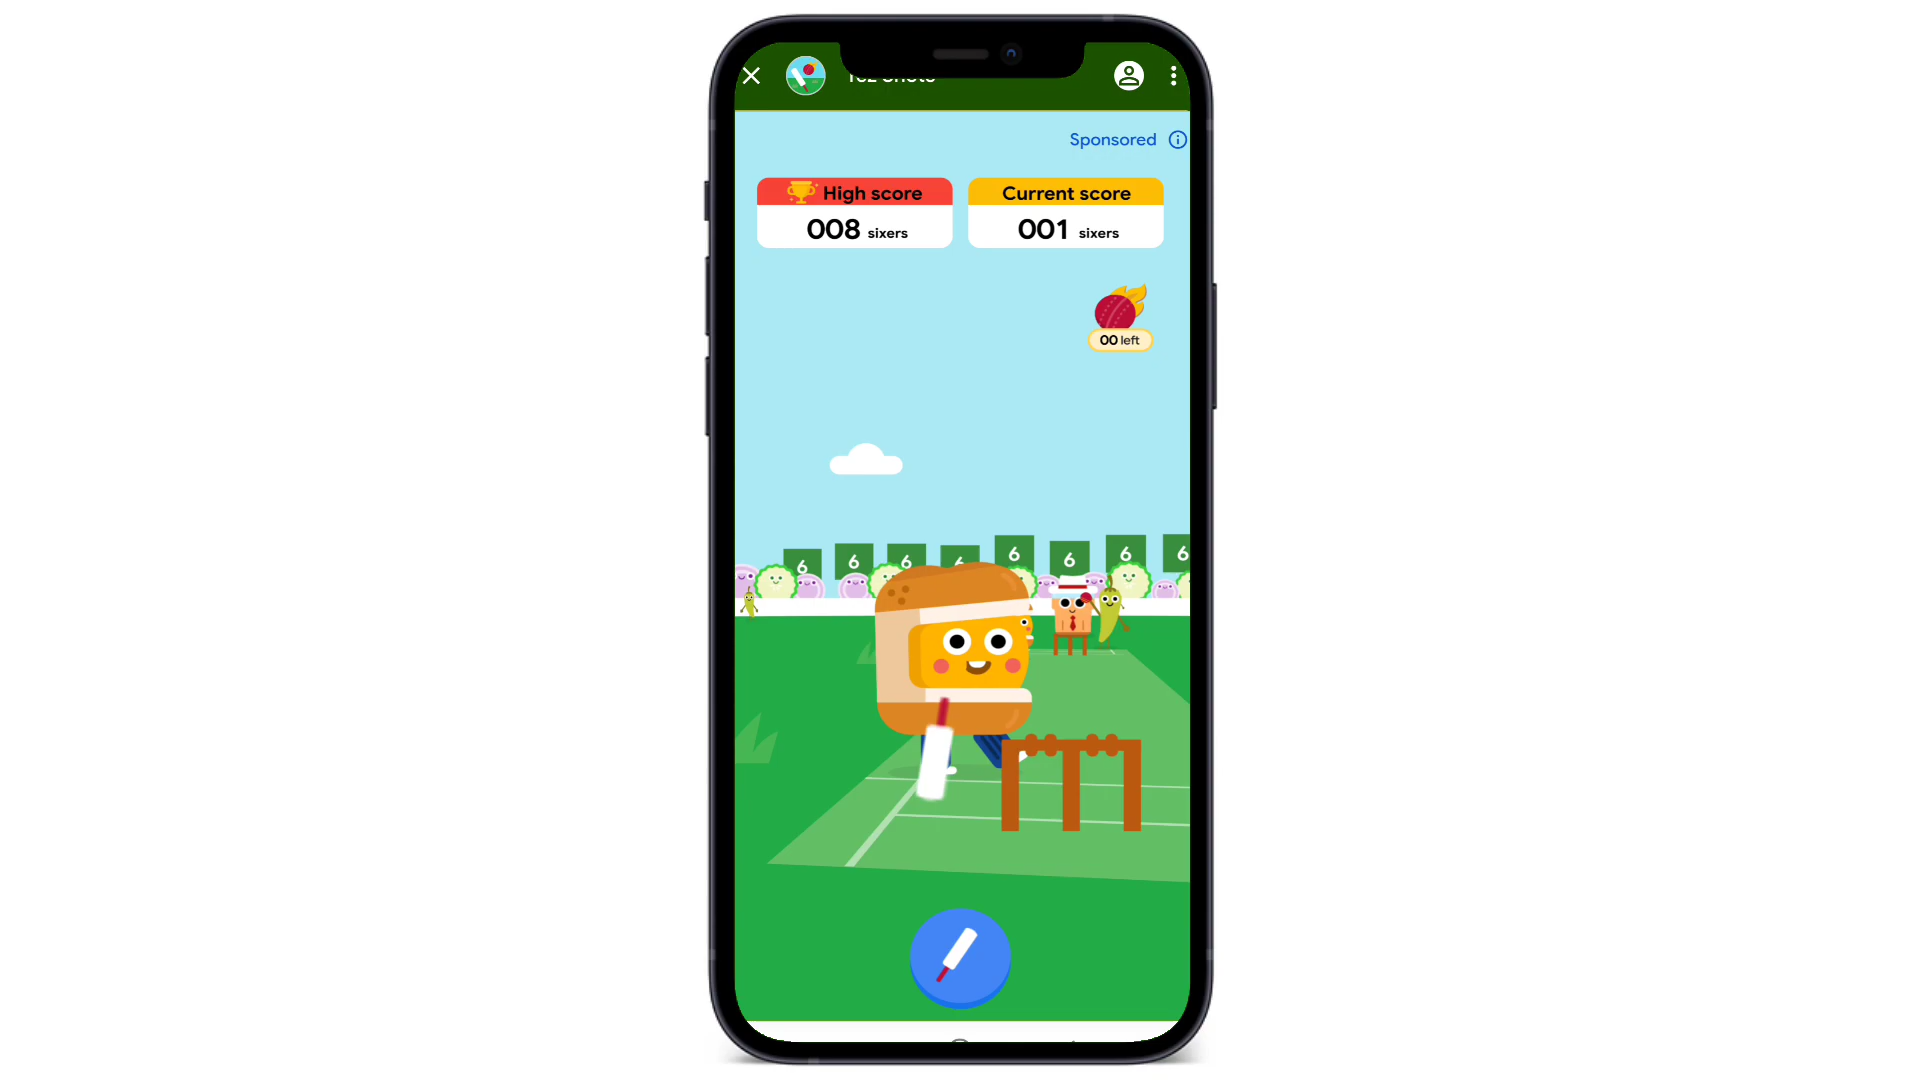 Sponsored
High score
Current score
008 sixers
001 sixers
00 left
6 6 6 6 6 6 6